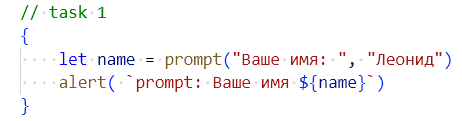 // task 1
{
    let name = prompt("Ваше имя: ", "Леонид")
    alert( `prompt: Ваше имя ${name}`)
}